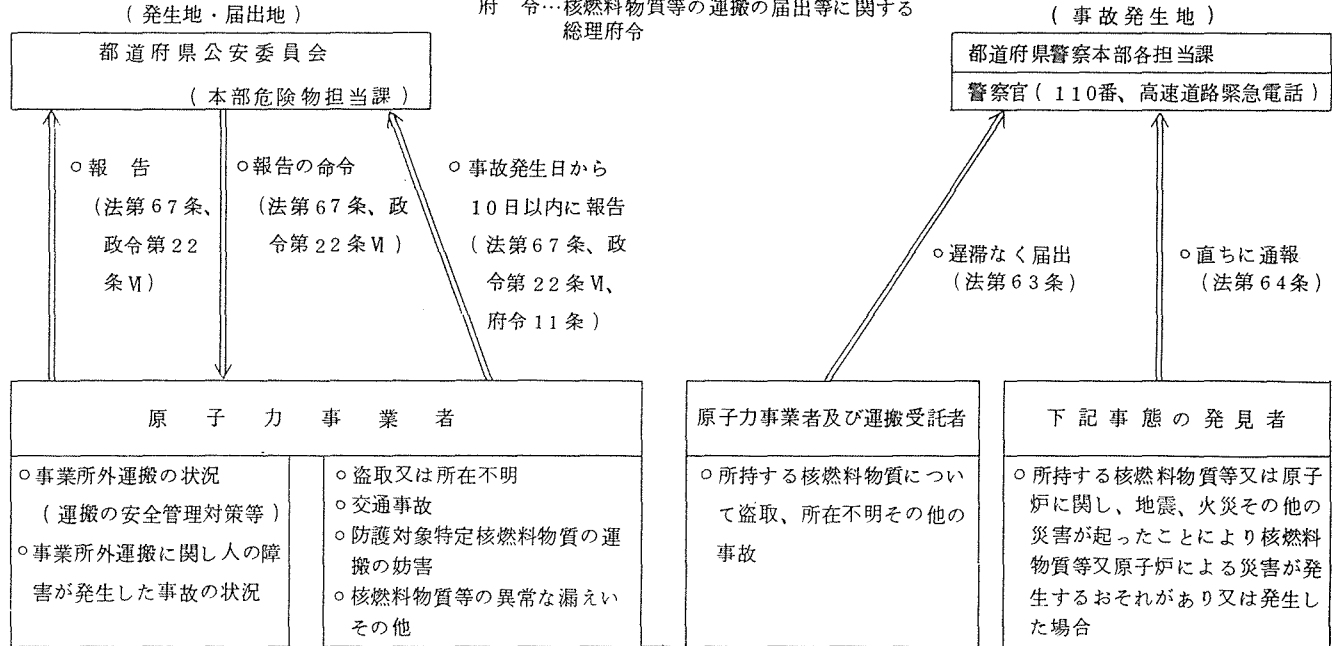 (発生地・届出地)
府 令…核燃料物質等の運搬の届出等に関する
総理府令
(事故発生地)
都道府県公安委員会
(本部危険物担当課)
都道府県警察本部各担当課
警察官(110番、高速道路緊急電話)
○報 告
(法第67条、
政令第22
条Ⅵ)
○報告の命令
(法第67条、政
令第22条Ⅵ)
○事故発生日から
10日以内に報告
(法第67条、政
令第22条Ⅵ、
府令11条)
○遅滞なく届出
(法第63条)
○直ちに通報
(法第64条)
原子力事業者
○事業所外運搬の状況
(運搬の安全管理対策等)
○事業所外運搬に関し人の障
害が発生した事故の状況
○盗取又は所在不明
○交通事故
○防護対象特定核燃料物質の運
搬の妨害
○核燃料物質等の異常な漏えい
その他
原子力事業者及び運搬受託者
○所持する核燃料物質につい
て盗取、所在不明その他の
事故
下記事態の発見者
○所持する核燃料物質等又は原子
炉に関し、地震、火災その他の
災害が起ったことにより核燃料
物質等又原子炉による災害が発
生するおそれがあり又は発生し
た場合